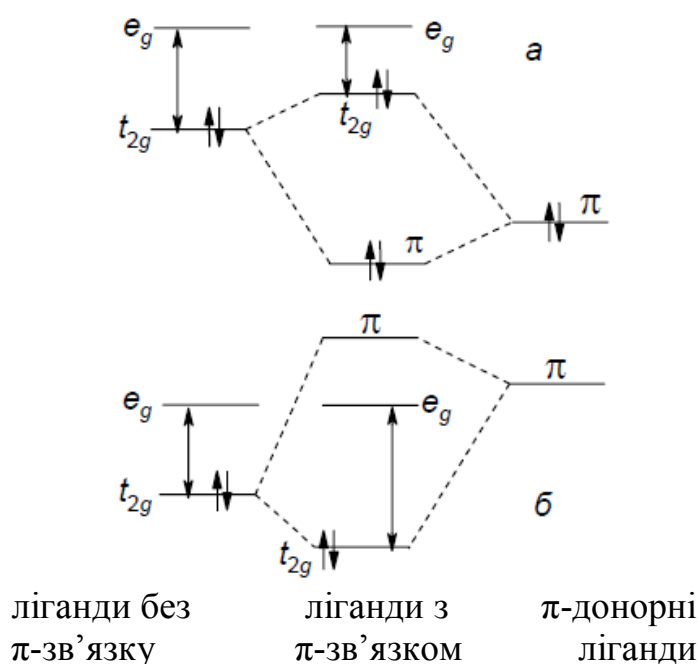 e_g e_g а
t_2g t_2g
π π
π
π
e_g e_g
t_2g
t_2g б
ліганди без ліганди з π-донорні
π-зв’язку π-зв’язком ліганди